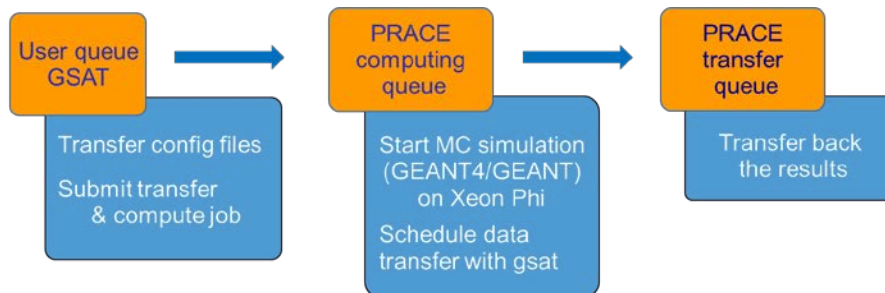 User queue
GSAT
Transfer config files
Submit transfer
& compute job
PRACE
computing
queue
Start MC simulation
(GEANT4/GEANT)
on Xeon Phi
Schedule data
transfer with gsat
PRACE
transfer
queue
Transfer back
the results